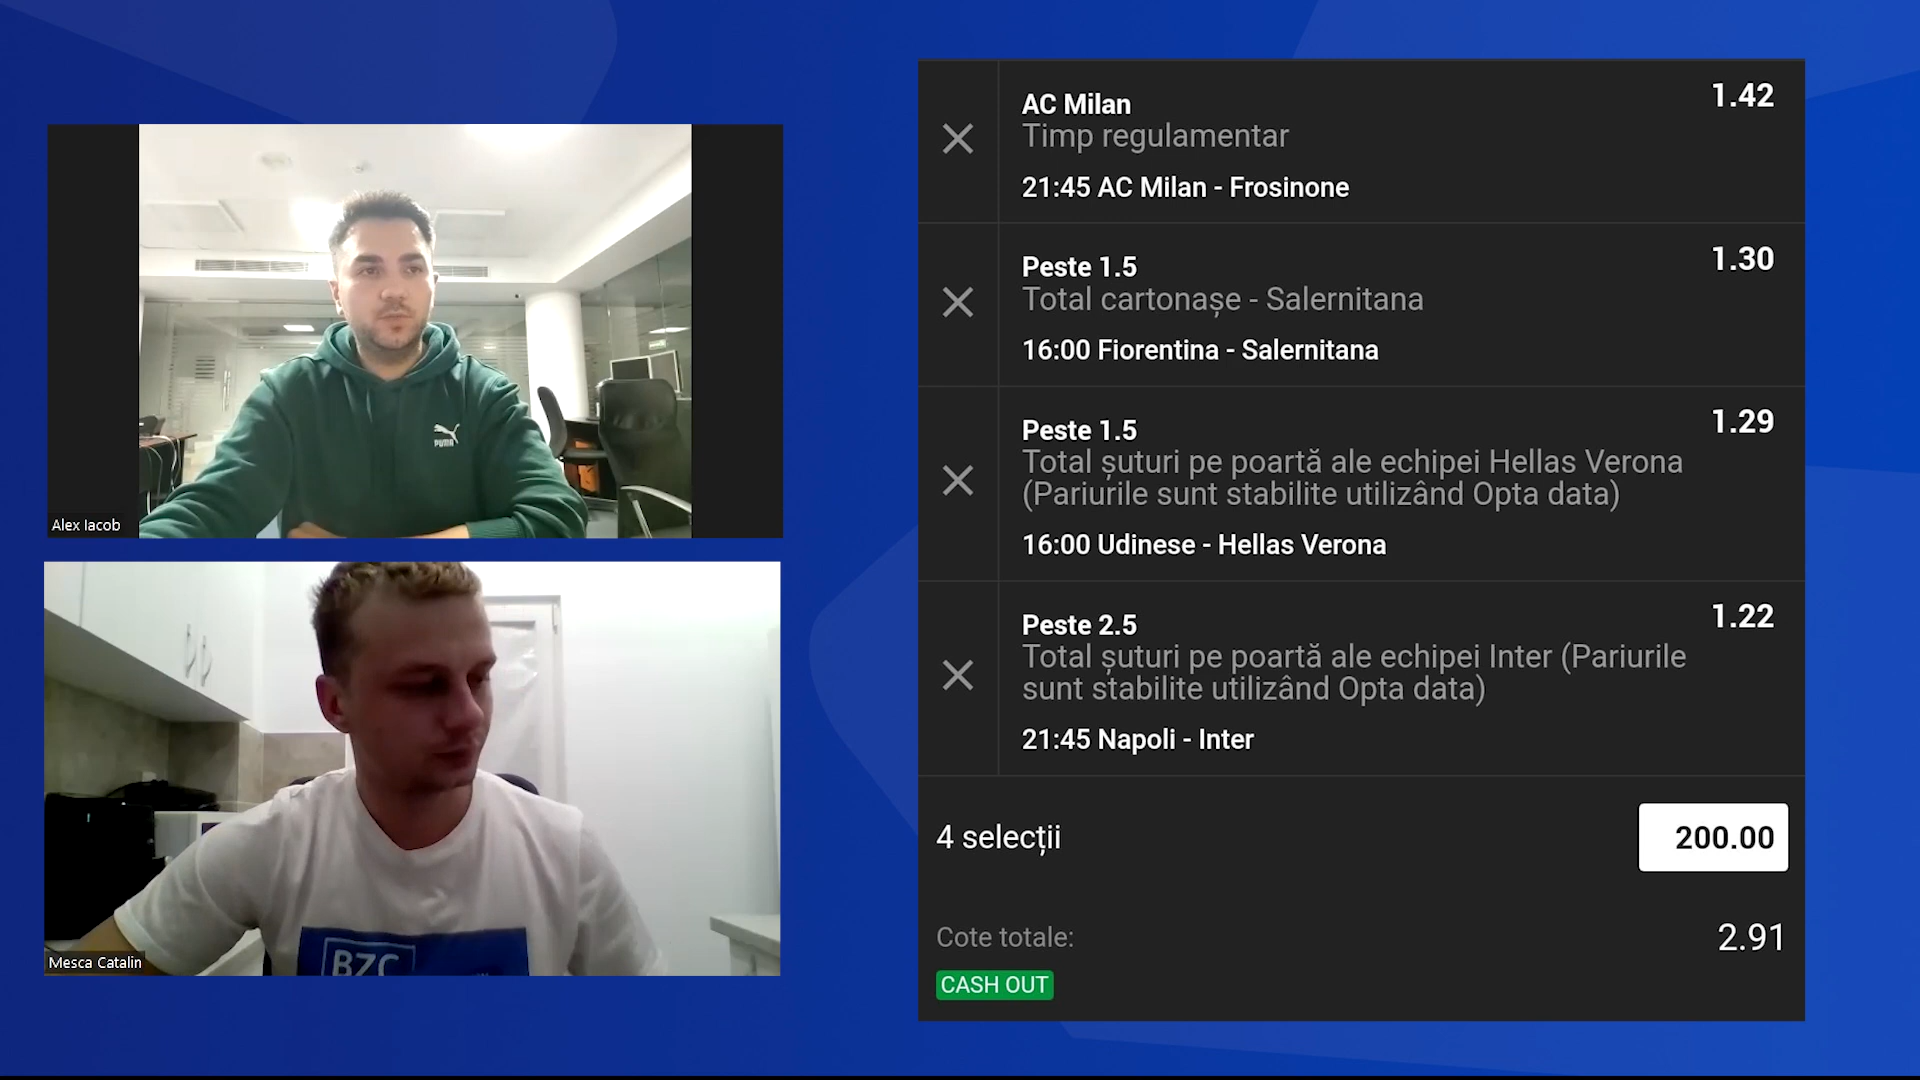 PUMA
Alex Iacob
BZC
Mesca Catalin
AC Milan
1.42
Timp regulamentar
21:45 AC Milan - Frosinone
Peste 1.5
1.30
Total cartonașe - Salernitana
16:00 Fiorentina - Salernitana
Peste 1.5
1.29
Total șuturi pe poartă ale echipei Hellas Verona
(Pariurile sunt stabilite utilizând Opta data)
16:00 Udinese - Hellas Verona
Peste 2.5
1.22
Total șuturi pe poartă ale echipei Inter (Pariurile
sunt stabilite utilizând Opta data)
21:45 Napoli - Inter
4 selecții
200.00
Cote totale:
2.91
CASH OUT